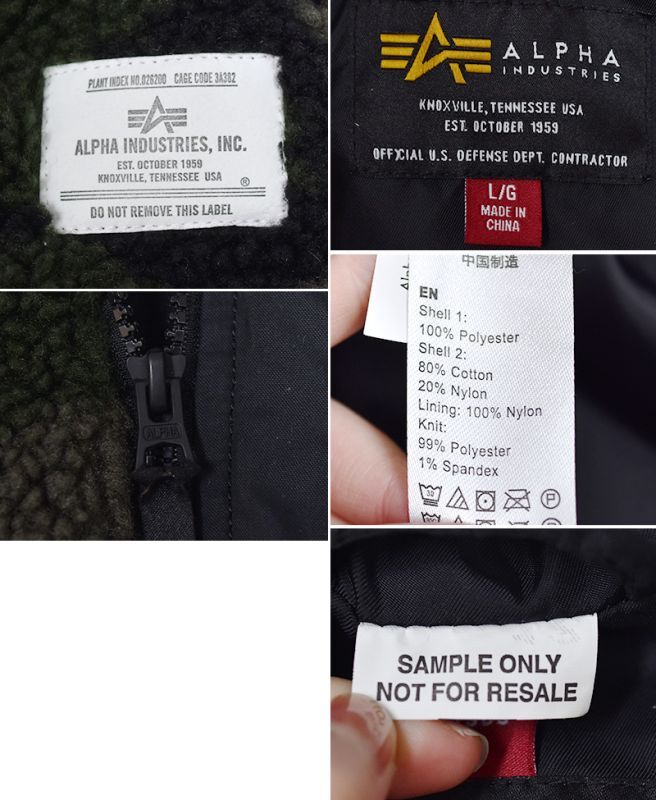 PLANT INDEX NO.026200 CAGE CODE 3A302
ALPHA INDUSTRIES, INC.
EST. OCTOBER 1959
KNOXVILLE, TENNESSEE USA ®
DO NOT REMOVE THIS LABEL
ALPHA
INDUSTRIES
KNOXVILLE, TENNESSEE USA
EST. OCTOBER 1959
OFFICIAL U.S. DEFENSE DEPT. CONTRACTOR
L/G
MADE IN
CHINA
ALPHA
中国制造
EN
Shell 1:
100% Polyester
Shell 2:
80% Cotton
20% Nylon
Lining: 100% Nylon
Knit:
99% Polyester
1% Spandex
SAMPLE ONLY
NOT FOR RESALE